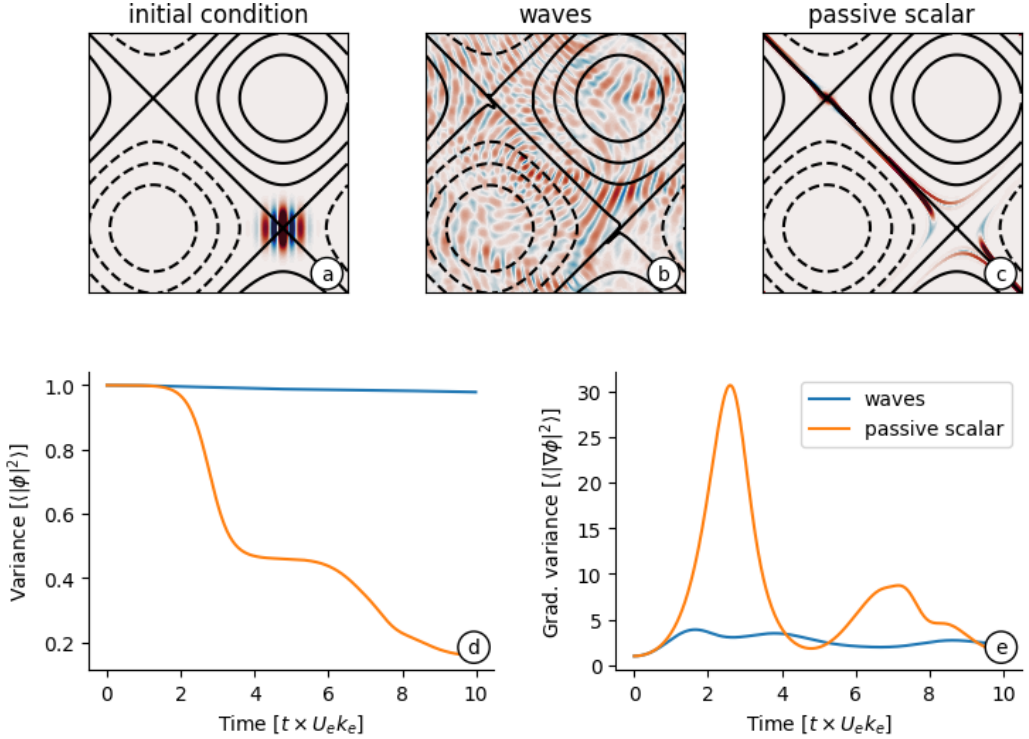 initial condition
waves
passive scalar
a
b
c
1.0
0.8
0.6
0.4
0.2
Variance [⟨|ϕ|²⟩]
0
2
4
6
8
10
Time [t × Uₑkₑ]
d
30
25
20
15
10
5
0
Grad. variance [⟨|∇ϕ|²⟩]
0
2
4
6
8
10
Time [t × Uₑkₑ]
waves
passive scalar
e